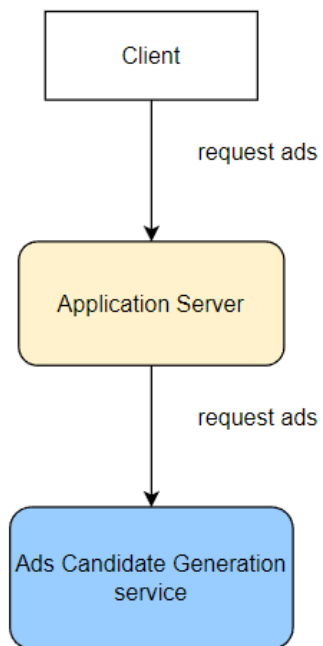 Client
request ads
Application Server
request ads
Ads Candidate Generation
service